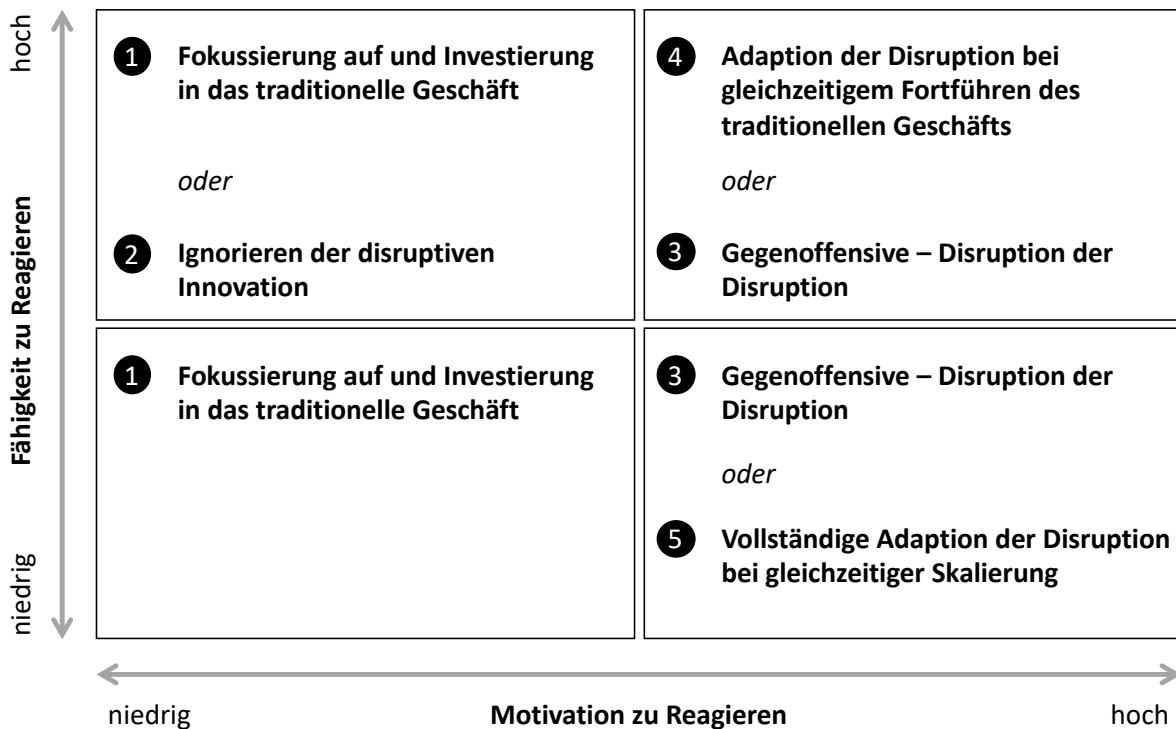 hoch
Fähigkeit zu Reagieren
niedrig
1 Fokussierung auf und Investierung
in das traditionelle Geschäft
oder
2 Ignorieren der disruptiven
Innovation
4 Adaption der Disruption bei
gleichzeitigem Fortführen des
traditionellen Geschäfts
oder
3 Gegenoffensive – Disruption der
Disruption
1 Fokussierung auf und Investierung
in das traditionelle Geschäft
3 Gegenoffensive – Disruption der
Disruption
oder
5 Vollständige Adaption der Disruption
bei gleichzeitiger Skalierung
niedrig
Motivation zu Reagieren
hoch